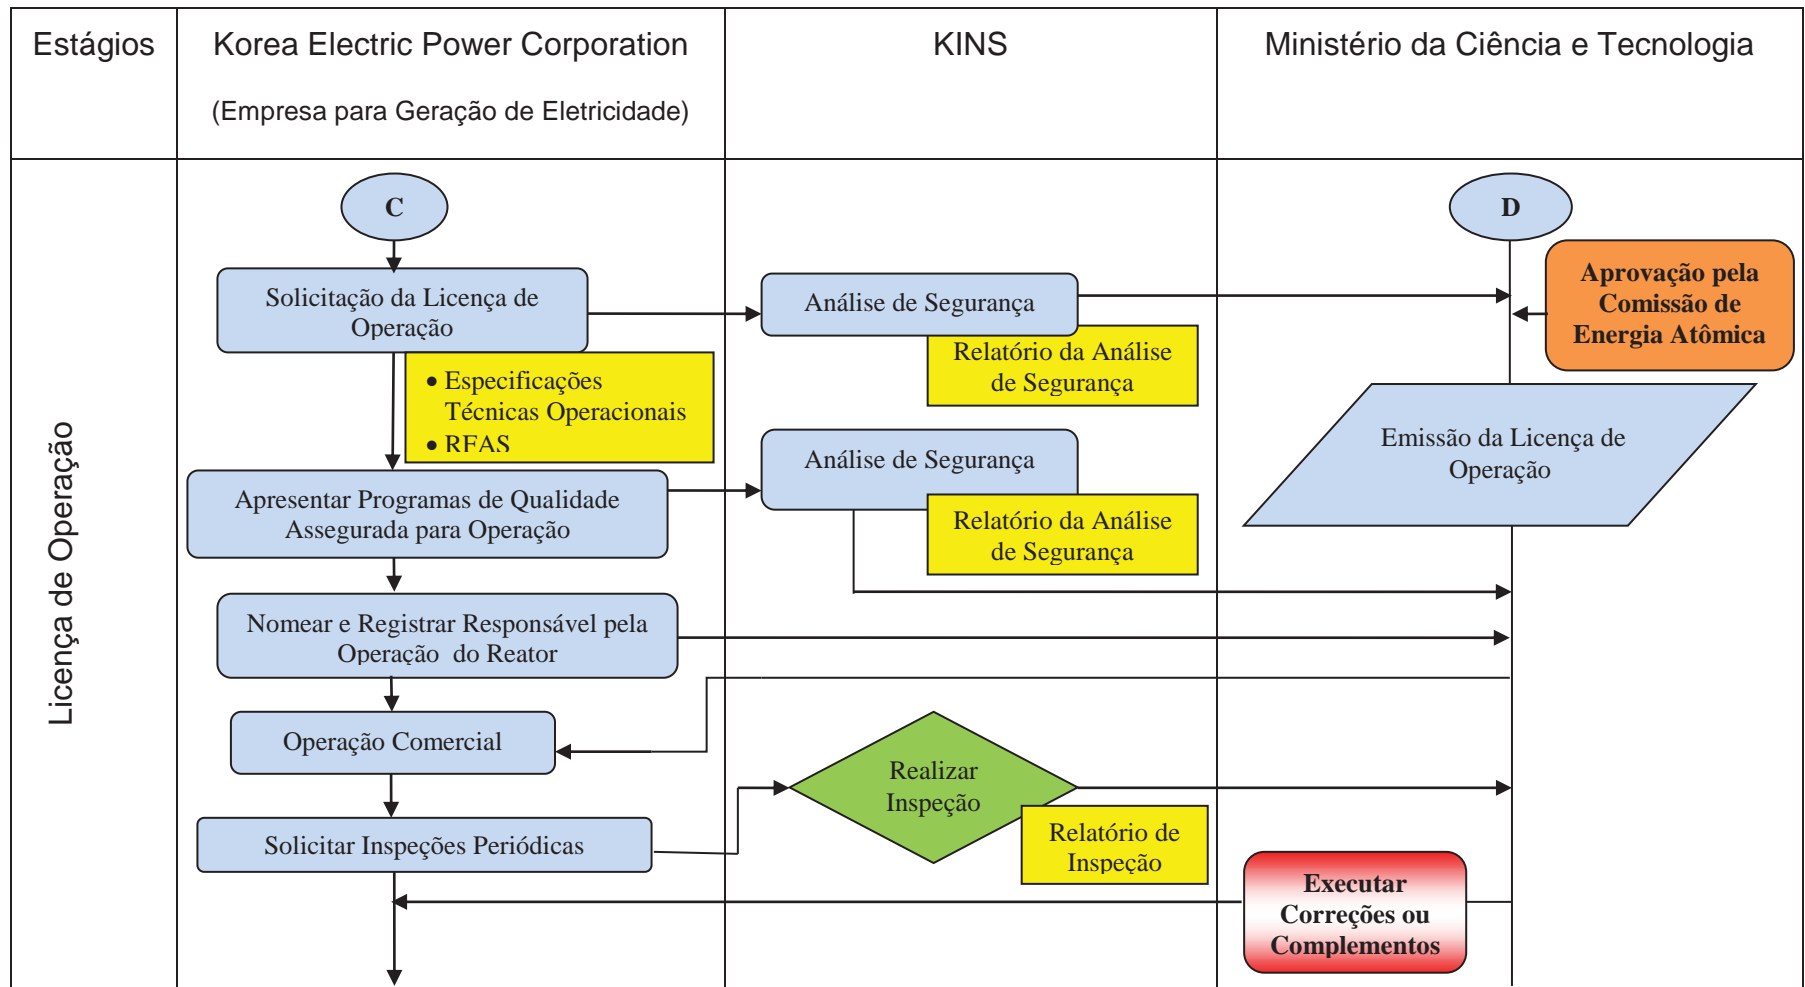 Estágios
Korea Electric Power Corporation
(Empresa para Geração de Eletricidade)
KINS
Ministério da Ciência e Tecnologia
Licença de Operação
C
D
Solicitação da Licença de
Operação
Análise de Segurança
Aprovação pela
Comissão de
Energia Atômica
Relatório da Análise
de Segurança
• Especificações
Técnicas Operacionais
• RFAS
Emissão da Licença de
Operação
Análise de Segurança
Apresentar Programas de Qualidade
Assegurada para Operação
Relatório da Análise
de Segurança
Nomear e Registrar Responsável pela
Operação do Reator
Operação Comercial
Realizar
Inspeção
Solicitar Inspeções Periódicas
Relatório de
Inspeção
Executar
Correções ou
Complementos